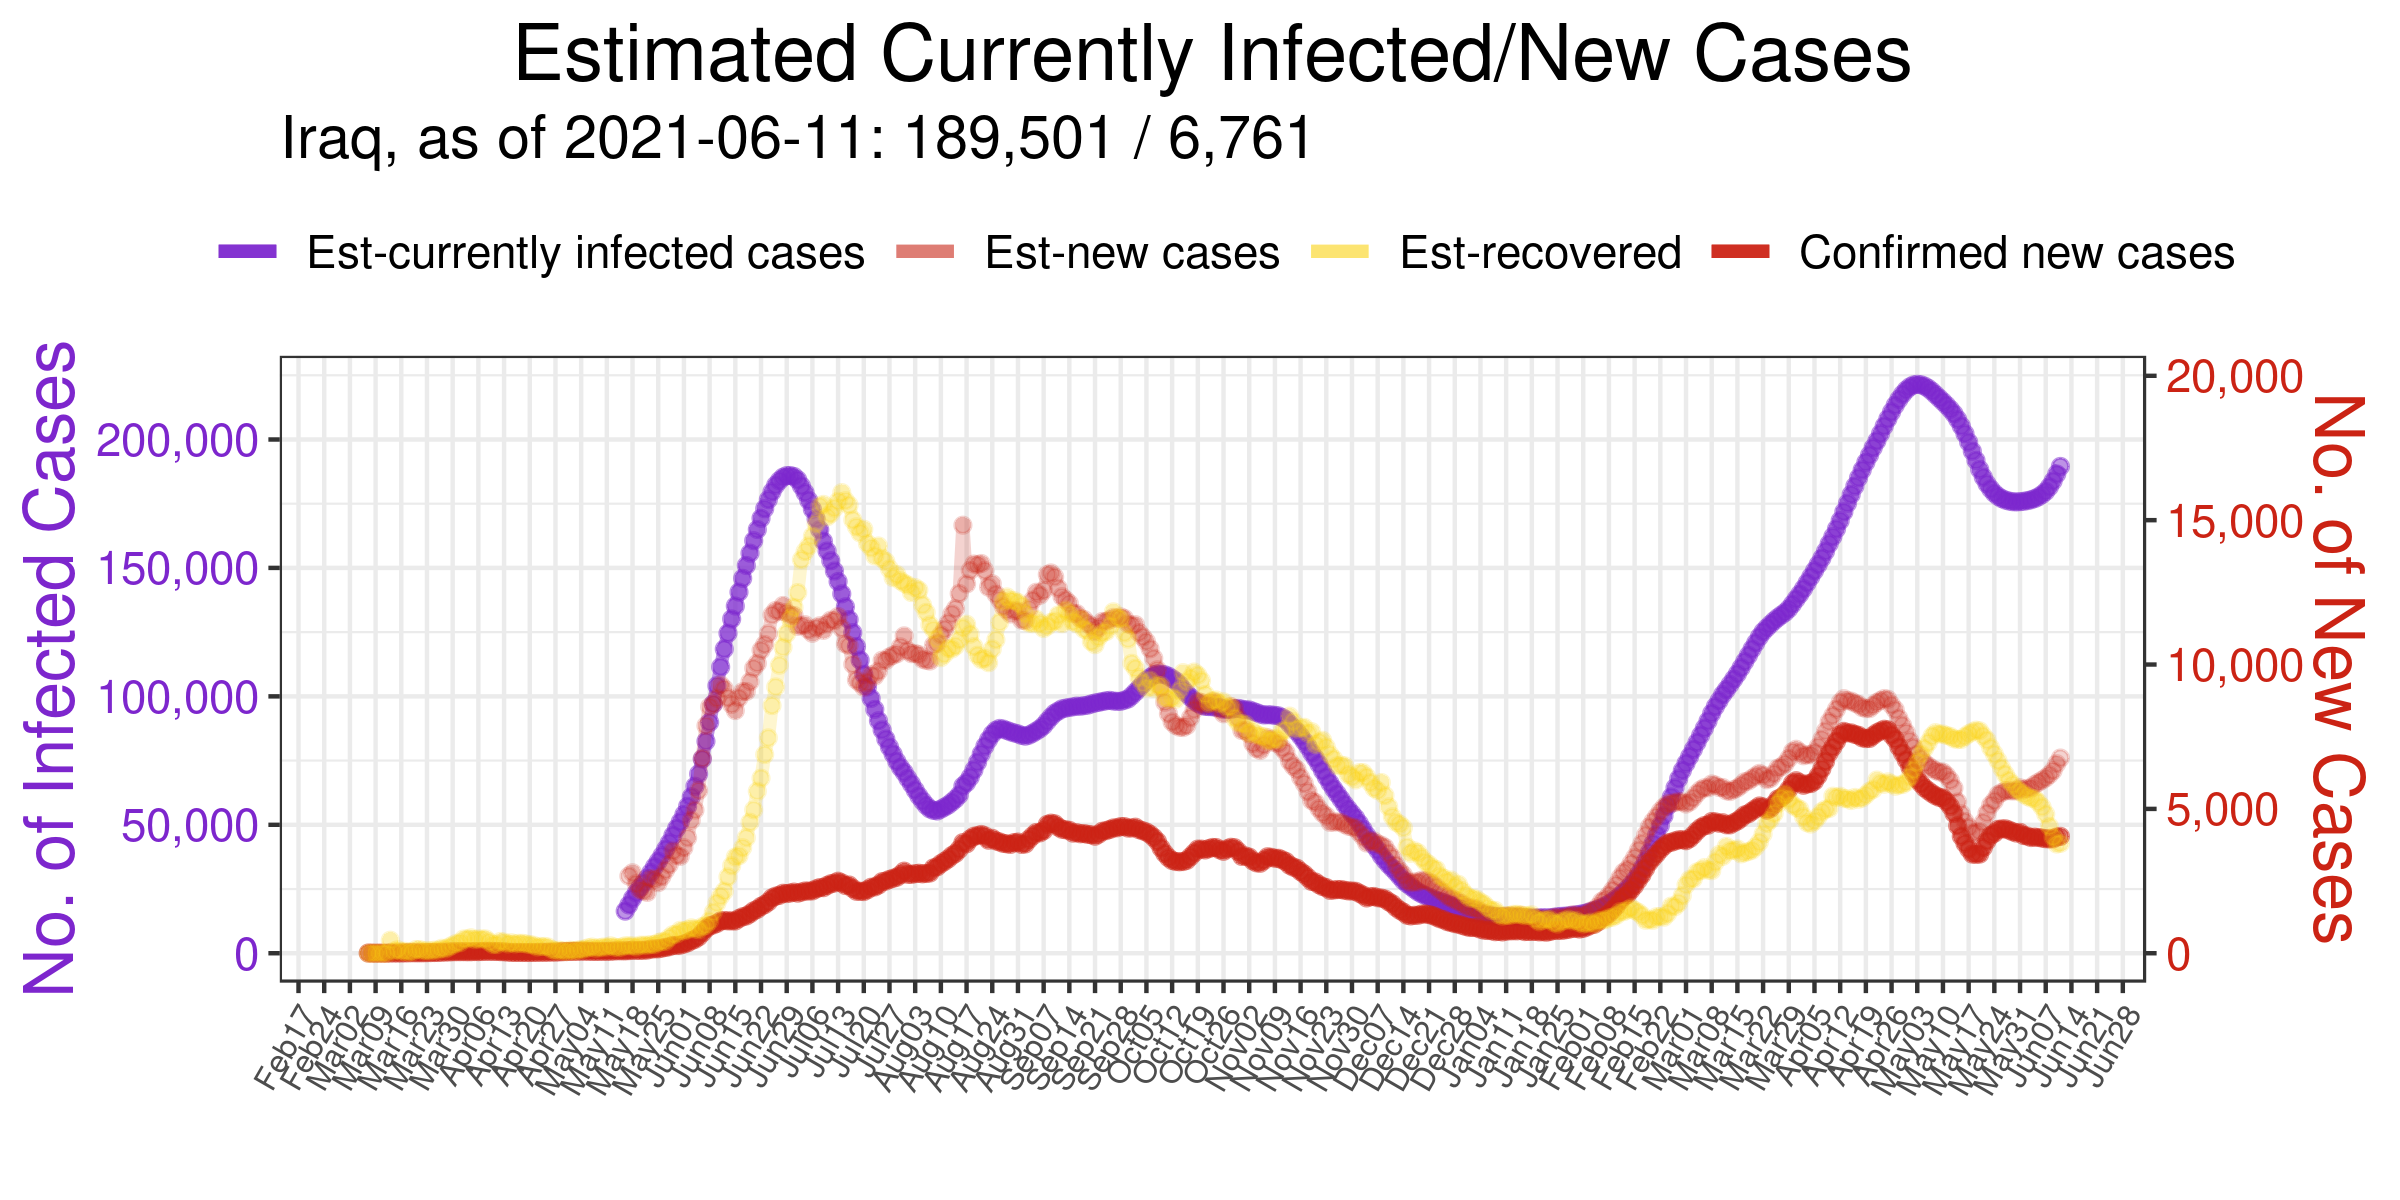 Estimated Currently Infected/New Cases
Iraq, as of 2021-06-11: 189,501 / 6,761
Est-currently infected cases Est-new cases Est-recovered Confirmed new cases
No. of Infected Cases
200,000
150,000
100,000
50,000
0
20,000
15,000
10,000
5,000
0
No. of New Cases
Feb17 Feb24 Mar02 Mar09 Mar16 Mar23 Mar30 Apr06 Apr13 Apr20 Apr27 May04 May11 May18 May25 Jun01 Jun08 Jun15 Jun22 Jun29 Jul06 Jul13 Jul20 Jul27 Aug03 Aug10 Aug17 Aug24 Aug31 Sep07 Sep14 Sep21 Sep28 Oct05 Oct12 Oct19 Oct26 Nov02 Nov09 Nov16 Nov23 Nov30 Dec07 Dec14 Dec21 Dec28 Jan04 Jan11 Jan18 Jan25 Feb01 Feb08 Feb15 Feb22 Mar01 Mar08 Mar15 Mar22 Mar29 Apr05 Apr12 Apr19 Apr26 May03 May10 May17 May24 May31 Jun07 Jun14 Jun21 Jun28